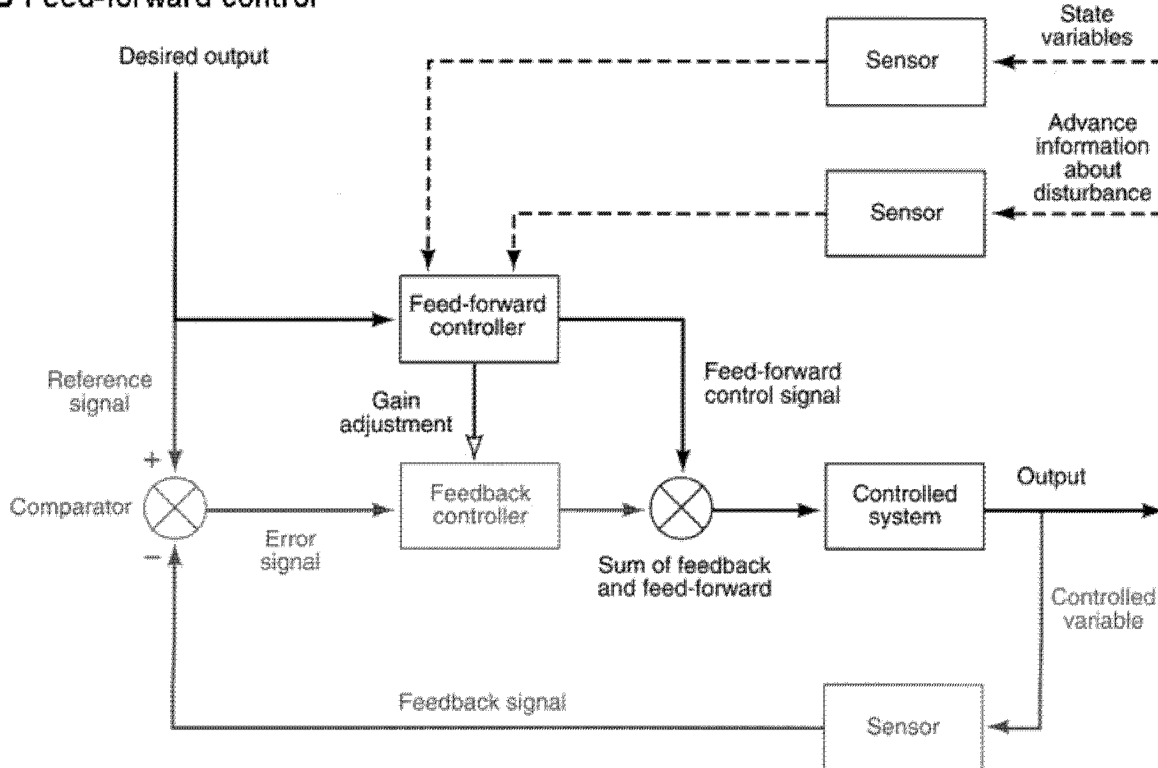 Feed-forward control
Desired output
State
variables
Sensor
Advance
information
about
disturbance
Sensor
Feed-forward
controller
Reference
signal
Gain
adjustment
Feed-forward
control signal
+
Comparator
Feedback
controller
Controlled
system
Output
−
Error
signal
Sum of feedback
and feed-forward
Controlled
variable
Feedback signal
Sensor